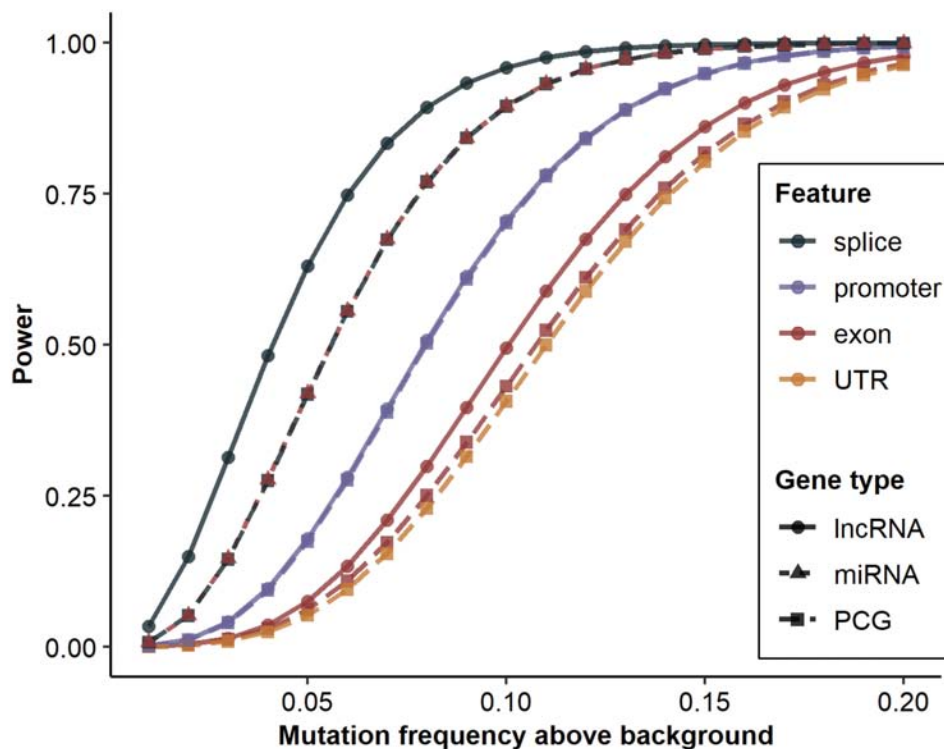 1.00
0.75
0.50
0.25
0.00
Power
0.05
0.10
0.15
0.20
Mutation frequency above background
Feature
splice
promoter
exon
UTR
Gene type
lncRNA
miRNA
PCG